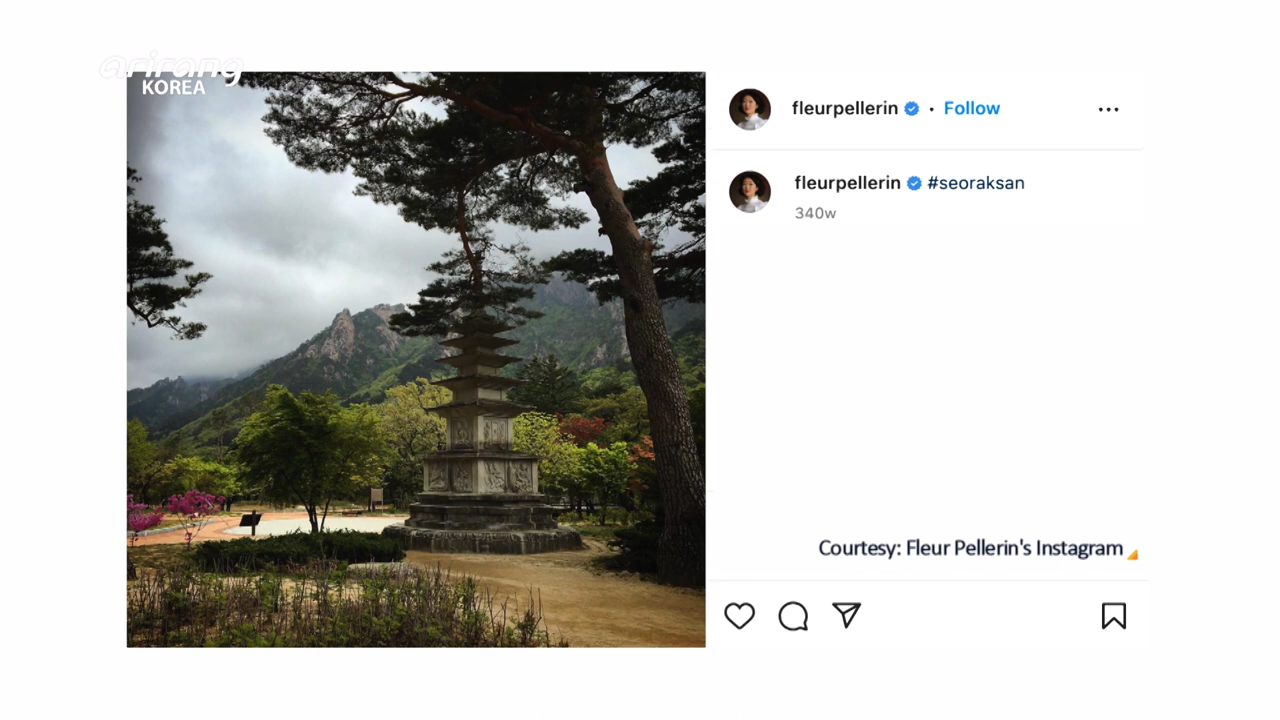 arirang
KOREA
fleurpellerin • Follow
fleurpellerin #seoraksan
340w
Courtesy: Fleur Pellerin's Instagram